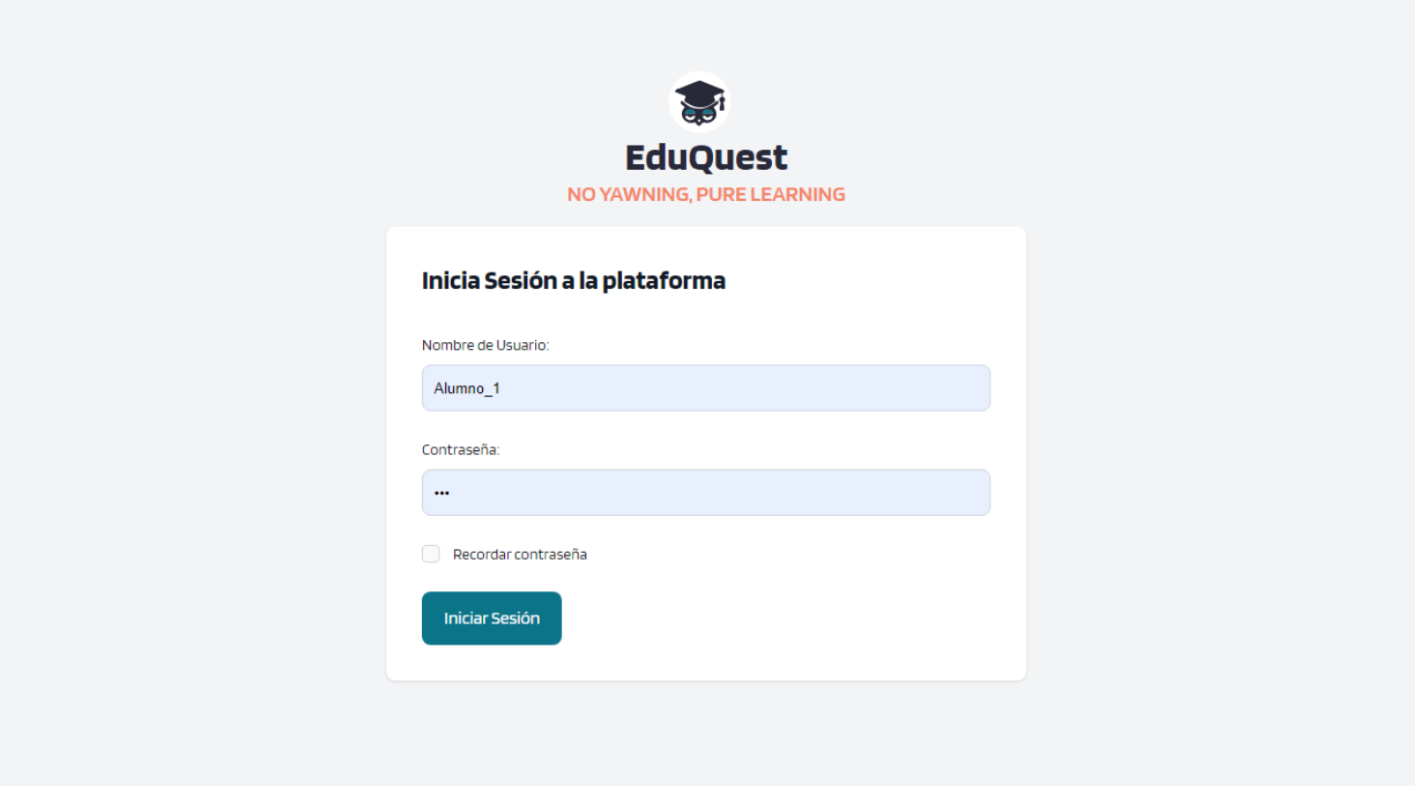 EduQuest
NO YAWNING, PURE LEARNING
Inicia Sesión a la plataforma
Nombre de Usuario:
Alumno_1
Contraseña:
•••
Recordar contraseña
Iniciar Sesión